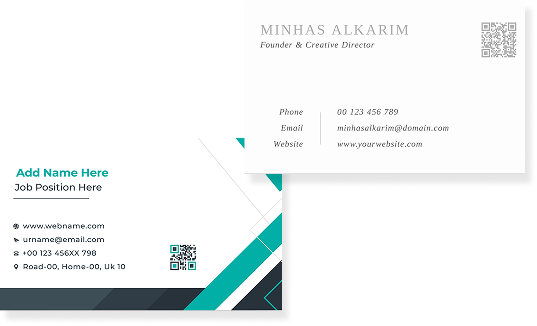 MINHAS ALKARIM
Founder & Creative Director
Phone 00 123 456 789
Email minhasalkarim@domain.com
Website www.yourwebsite.com
Add Name Here
Job Position Here
www.webname.com
urname@email.com
+00 123 456XX 798
Road-00, Home-00, Uk 10